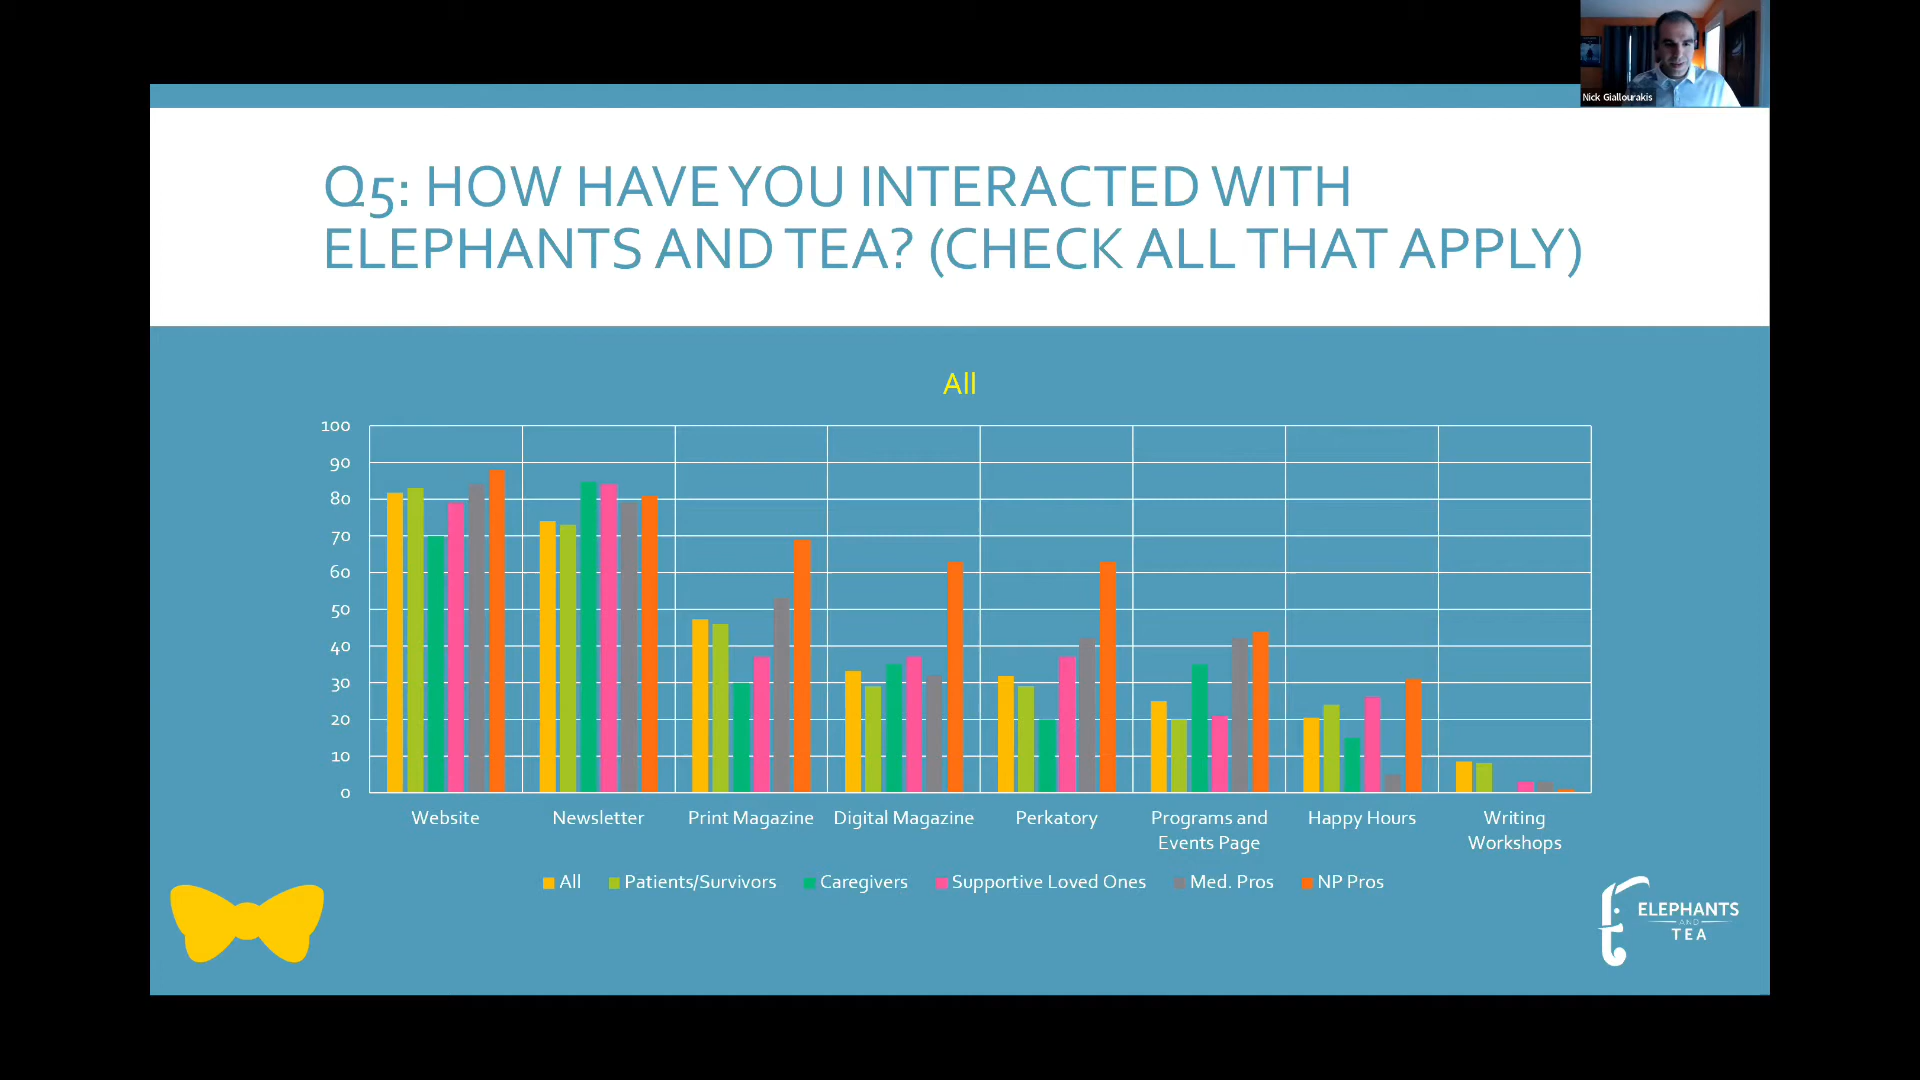 Nick Giallourakis
Q5: HOW HAVE YOU INTERACTED WITH
ELEPHANTS AND TEA? (CHECK ALL THAT APPLY)
All
100
90
80
70
60
50
40
30
20
10
0
Website
Newsletter
Print Magazine
Digital Magazine
Perkatory
Programs and
Events Page
Happy Hours
Writing
Workshops
All
Patients/Survivors
Caregivers
Supportive Loved Ones
Med. Pros
NP Pros
ELEPHANTS
AND
TEA